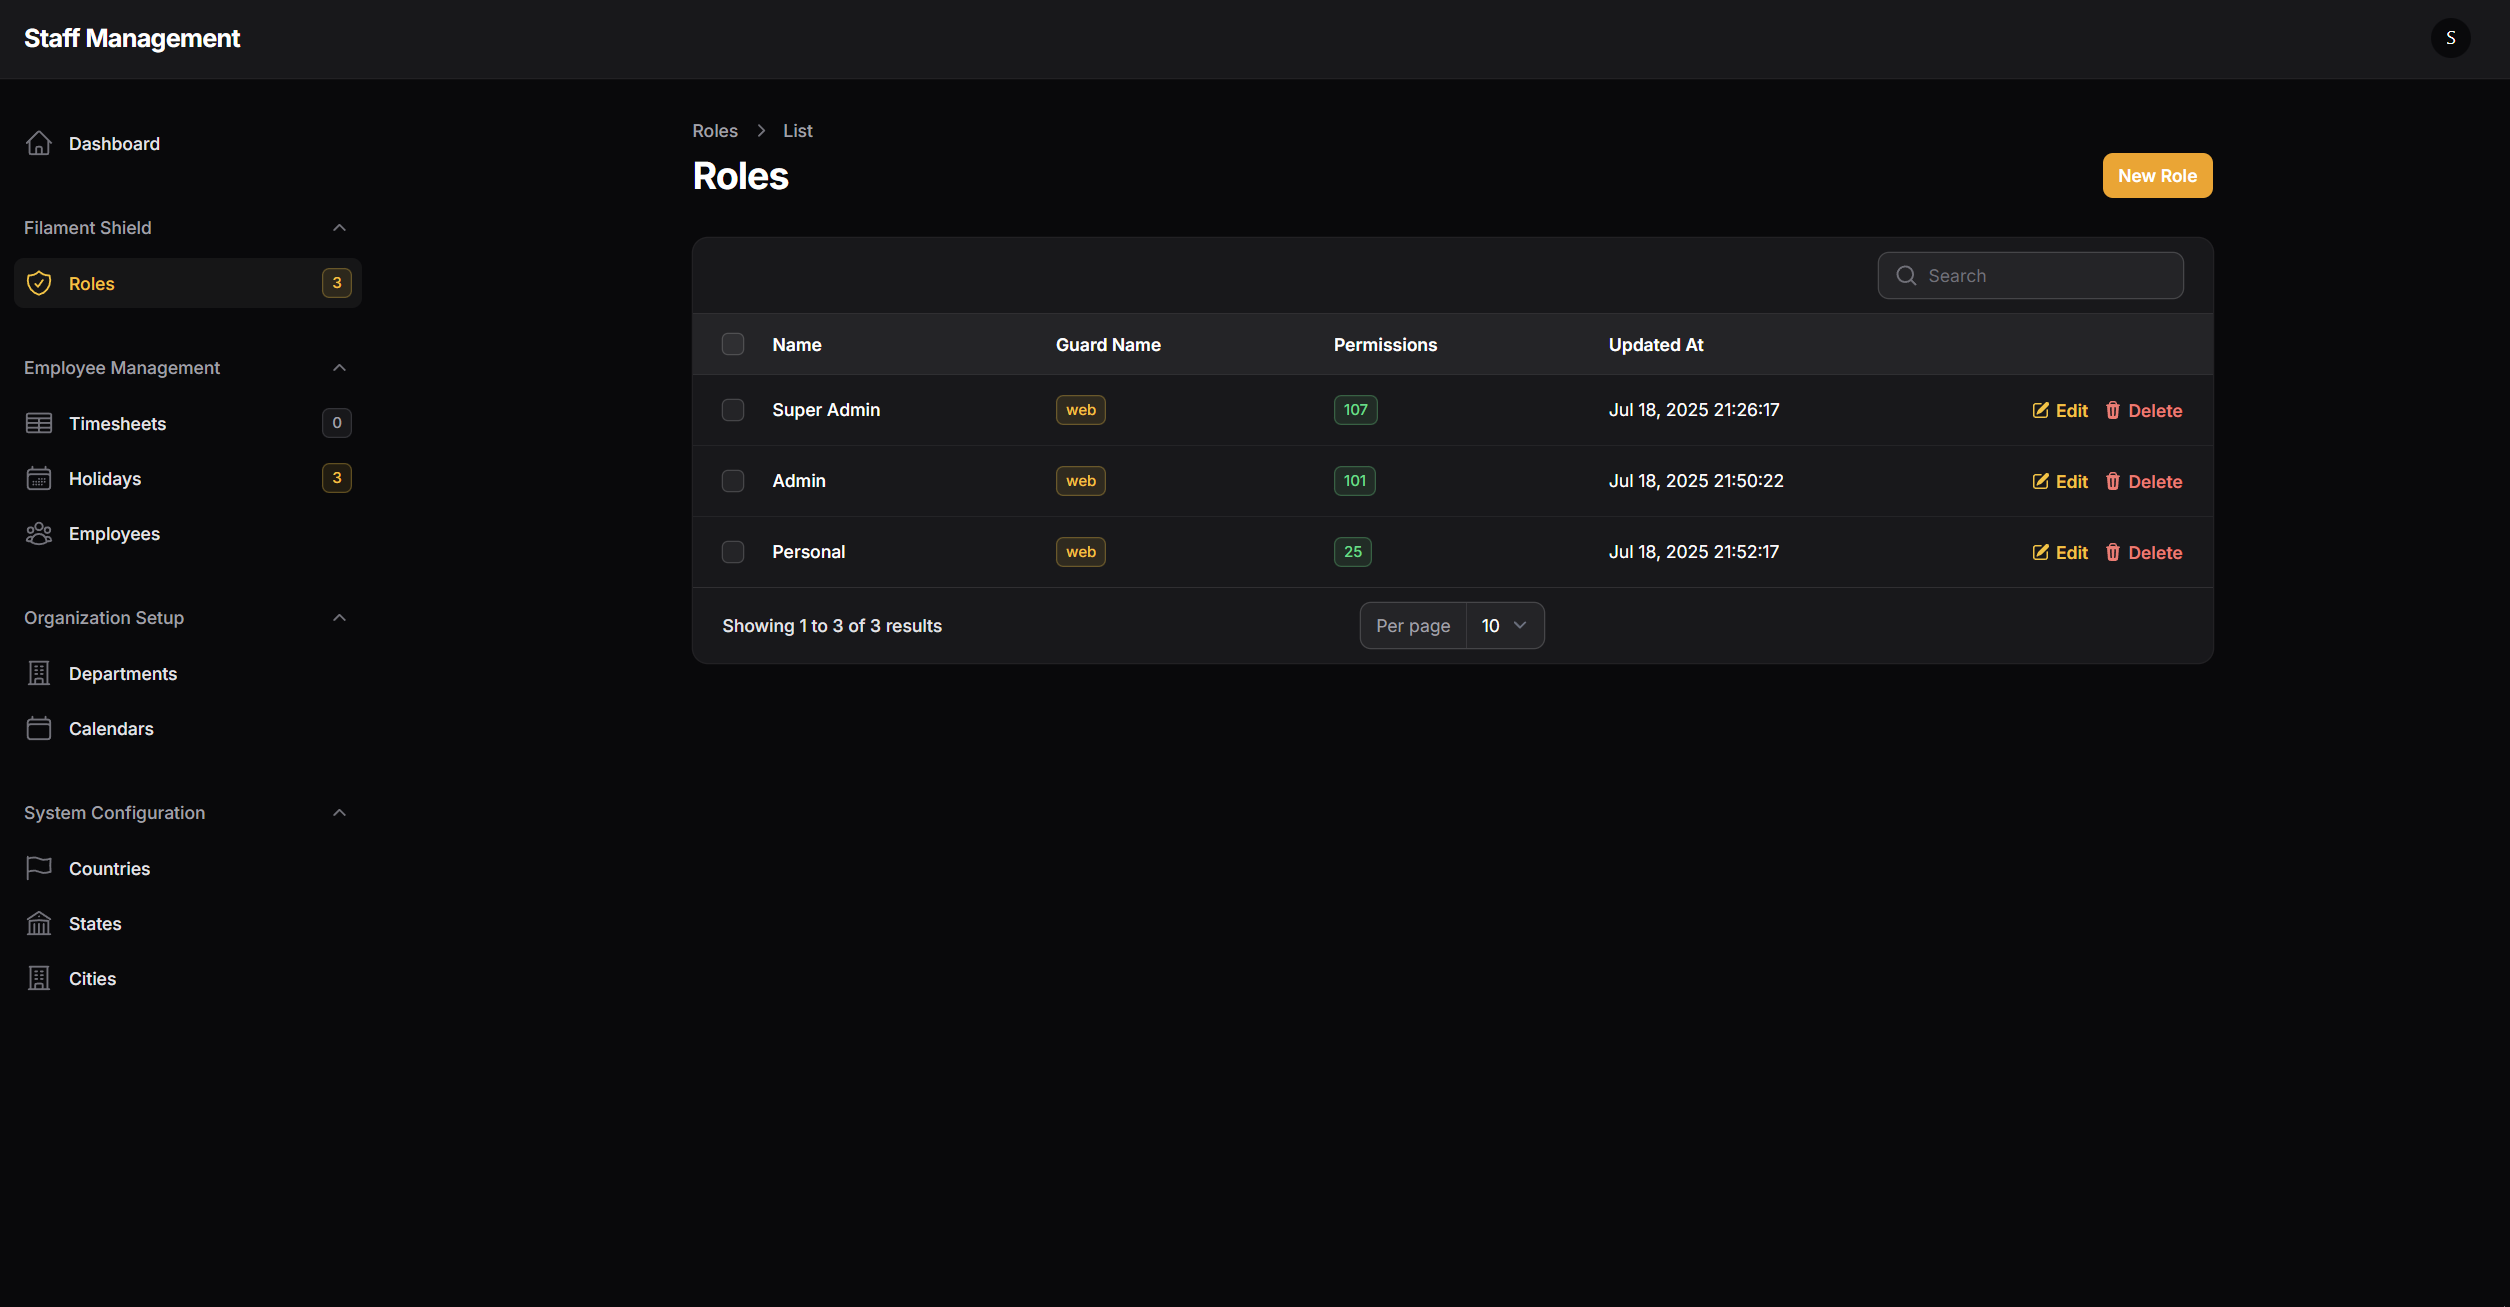 Staff Management
S
Dashboard
Filament Shield
Roles 3
Employee Management
Timesheets 0
Holidays 3
Employees
Organization Setup
Departments
Calendars
System Configuration
Countries
States
Cities
Roles List
Roles
New Role
Search
Name Guard Name Permissions Updated At
Super Admin web 107 Jul 18, 2025 21:26:17 Edit Delete
Admin web 101 Jul 18, 2025 21:50:22 Edit Delete
Personal web 25 Jul 18, 2025 21:52:17 Edit Delete
Showing 1 to 3 of 3 results Per page 10